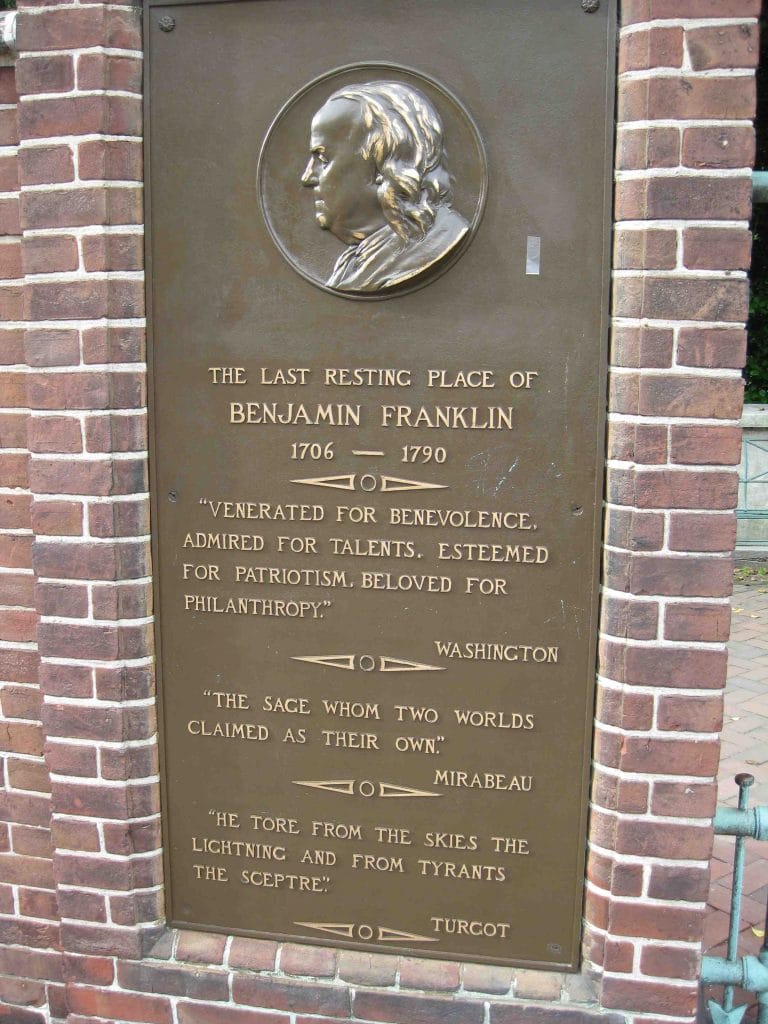 THE LAST RESTING PLACE OF
BENJAMIN FRANKLIN
1706 — 1790
"VENERATED FOR BENEVOLENCE,
ADMIRED FOR TALENTS, ESTEEMED
FOR PATRIOTISM, BELOVED FOR
PHILANTHROPY."
WASHINGTON
"THE SAGE WHOM TWO WORLDS
CLAIMED AS THEIR OWN."
MIRABEAU
"HE TORE FROM THE SKIES THE
LIGHTNING AND FROM TYRANTS
THE SCEPTRE."
TURGOT